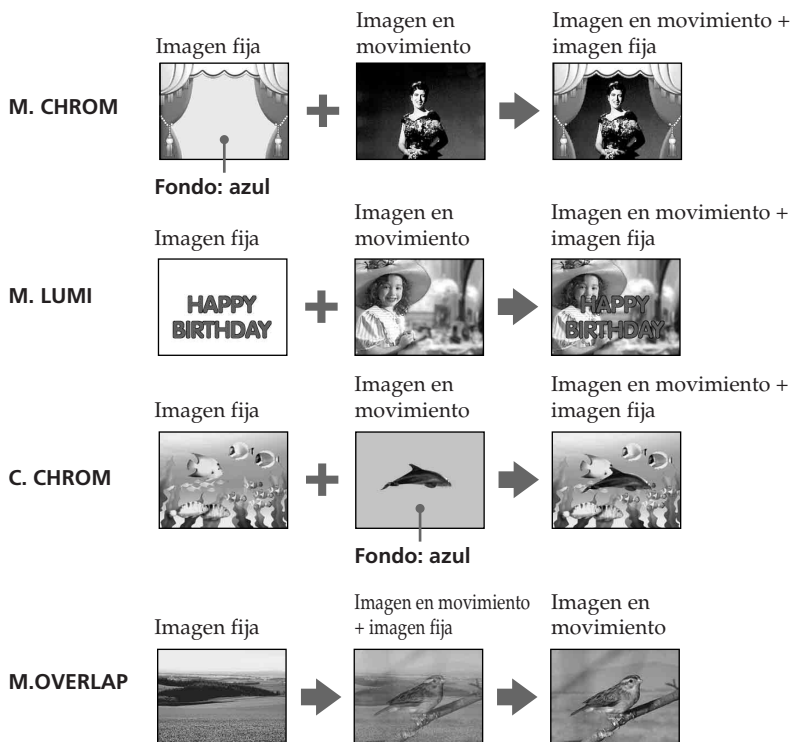 Imagen fija
Imagen en
movimiento
Imagen en movimiento +
imagen fija
M. CHROM
Fondo: azul
Imagen fija
Imagen en
movimiento
Imagen en movimiento +
imagen fija
M. LUMI
HAPPY
BIRTHDAY
HAPPY
BIRTHDAY
Imagen fija
Imagen en
movimiento
Imagen en movimiento +
imagen fija
C. CHROM
Fondo: azul
Imagen fija
Imagen en movimiento
+ imagen fija
Imagen en
movimiento
M.OVERLAP